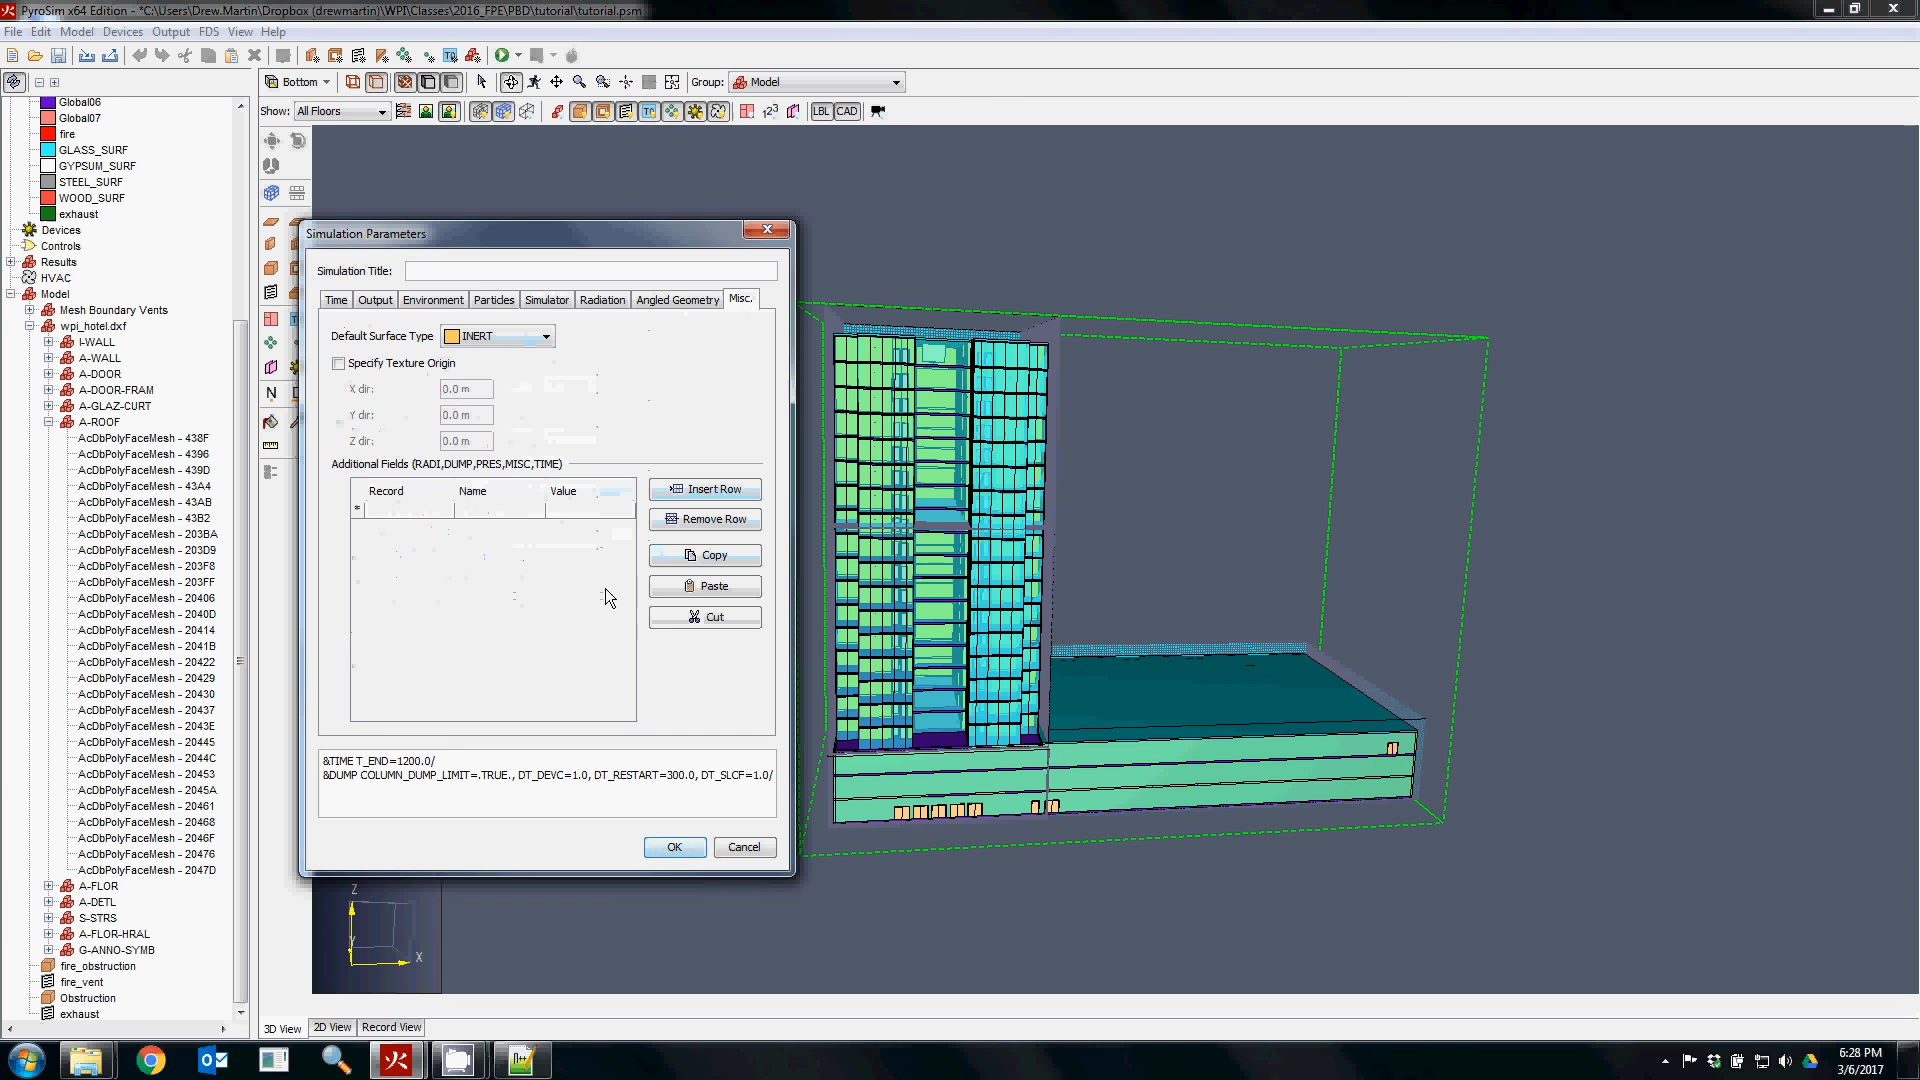 PyroSim x64 Edition - *C:\Users\Drew.Martin\Dropbox (drewmartin)\WPI\Classes\2016_FPE\PBD\tutorial\tutorial.psm
File Edit Model Devices Output FDS View Help
Bottom
Group:
Model
Show:
All Floors
LBL CAD
Global06
Global07
fire
GLASS_SURF
GYPSUM_SURF
STEEL_SURF
WOOD_SURF
exhaust
Devices
Controls
Results
HVAC
Model
Mesh Boundary Vents
wpi_hotel.dxf
I-WALL
A-WALL
A-DOOR
A-DOOR-FRAM
A-GLAZ-CURT
A-ROOF
AcDbPolyFaceMesh - 438F
AcDbPolyFaceMesh - 4396
AcDbPolyFaceMesh - 439D
AcDbPolyFaceMesh - 43A4
AcDbPolyFaceMesh - 43AB
AcDbPolyFaceMesh - 43B2
AcDbPolyFaceMesh - 203BA
AcDbPolyFaceMesh - 203D9
AcDbPolyFaceMesh - 203F8
AcDbPolyFaceMesh - 203FF
AcDbPolyFaceMesh - 20406
AcDbPolyFaceMesh - 2040D
AcDbPolyFaceMesh - 20414
AcDbPolyFaceMesh - 2041B
AcDbPolyFaceMesh - 20422
AcDbPolyFaceMesh - 20429
AcDbPolyFaceMesh - 20430
AcDbPolyFaceMesh - 20437
AcDbPolyFaceMesh - 2043E
AcDbPolyFaceMesh - 20445
AcDbPolyFaceMesh - 2044C
AcDbPolyFaceMesh - 20453
AcDbPolyFaceMesh - 2045A
AcDbPolyFaceMesh - 20461
AcDbPolyFaceMesh - 20468
AcDbPolyFaceMesh - 2046F
AcDbPolyFaceMesh - 20476
AcDbPolyFaceMesh - 2047D
A-FLOR
A-DETL
S-STRS
A-FLOR-HRAL
G-ANNO-SYMB
fire_obstruction
fire_vent
Obstruction
exhaust
Simulation Parameters
Simulation Title:
Time Output Environment Particles Simulator Radiation Angled Geometry Misc.
Default Surface Type INERT
Specify Texture Origin
X dir: 0.0 m
Y dir: 0.0 m
Z dir: 0.0 m
Additional Fields (RADI,DUMP,PRES,MISC,TIME)
Record Name Value
*
Insert Row
Remove Row
Copy
Paste
Cut
&TIME T_END=1200.0/
&DUMP COLUMN_DUMP_LIMIT=.TRUE., DT_DEVC=1.0, DT_RESTART=300.0, DT_SLCF=1.0/
OK Cancel
Z
Y
X
3D View 2D View Record View
6:28 PM
3/6/2017